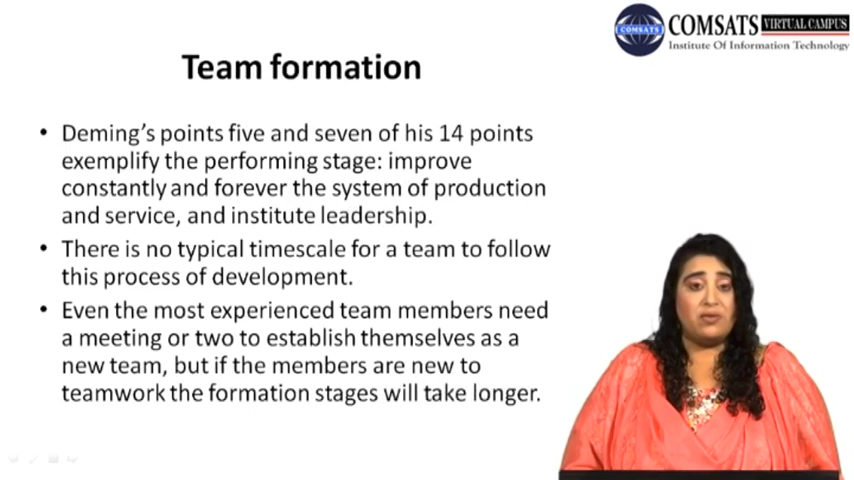 COMSATS VIRTUAL CAMPUS
COMSATS
Institute Of Information Technology
Team formation
• Deming's points five and seven of his 14 points
exemplify the performing stage: improve
constantly and forever the system of production
and service, and institute leadership.
• There is no typical timescale for a team to follow
this process of development.
• Even the most experienced team members need
a meeting or two to establish themselves as a
new team, but if the members are new to
teamwork the formation stages will take longer.